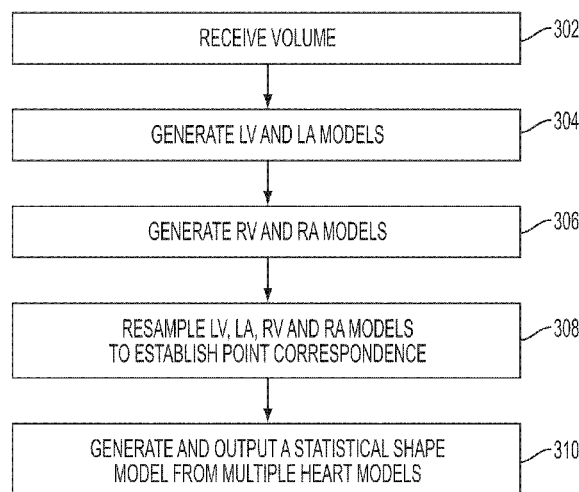 RECEIVE VOLUME
302
GENERATE LV AND LA MODELS
304
GENERATE RV AND RA MODELS
306
RESAMPLE LV, LA, RV AND RA MODELS
TO ESTABLISH POINT CORRESPONDENCE
308
GENERATE AND OUTPUT A STATISTICAL SHAPE
MODEL FROM MULTIPLE HEART MODELS
310